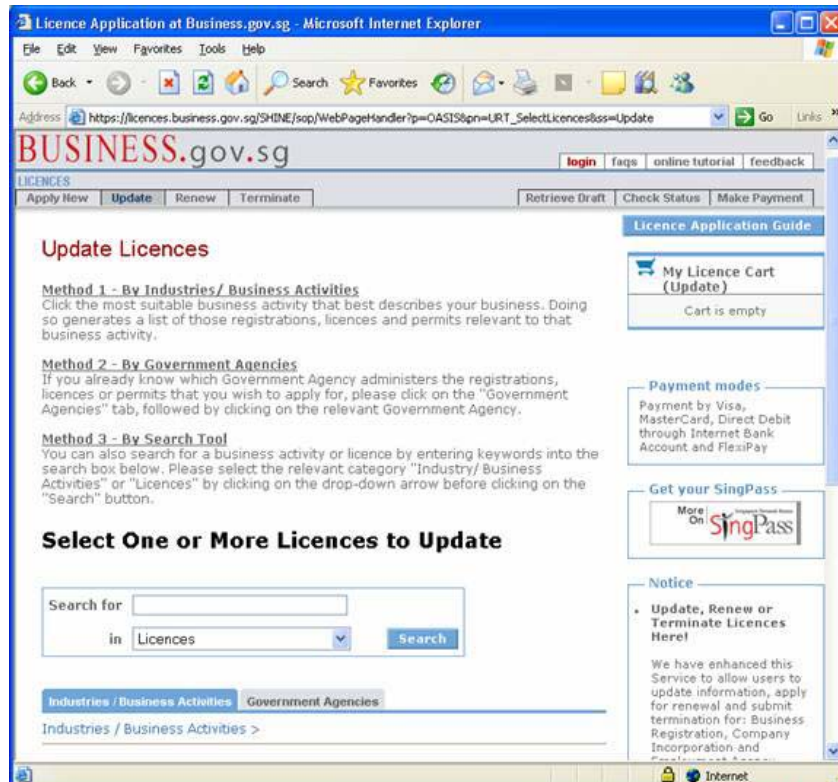 Licence Application at Business.gov.sg - Microsoft Internet Explorer
File Edit View Favorites Tools Help
Back Search Favorites
Address https://licences.business.gov.sg/SHINE/sop/WebPageHandler?p=OASIS&pn=URT_SelectLicences&ss=Update Go Links »
BUSINESS.gov.sg
login faqs online tutorial feedback
LICENCES
Apply New Update Renew Terminate Retrieve Draft Check Status Make Payment
Update Licences
Method 1 - By Industries/ Business Activities
Click the most suitable business activity that best describes your business. Doing
so generates a list of those registrations, licences and permits relevant to that
business activity.
Method 2 - By Government Agencies
If you already know which Government Agency administers the registrations,
licences or permits that you wish to apply for, please click on the "Government
Agencies" tab, followed by clicking on the relevant Government Agency.
Method 3 - By Search Tool
You can also search for a business activity or licence by entering keywords into the
search box below. Please select the relevant category "Industry/ Business
Activities" or "Licences" by clicking on the drop-down arrow before clicking on the
"Search" button.
Select One or More Licences to Update
Search for
in Licences Search
Industries / Business Activities Government Agencies
Industries / Business Activities >
Licence Application Guide
My Licence Cart
(Update)
Cart is empty
Payment modes
Payment by Visa,
MasterCard, Direct Debit
through Internet Bank
Account and FlexiPay
Get your SingPass
More
On SingPass
Notice
• Update, Renew or
Terminate Licences
Here!
We have enhanced this
Service to allow users to
update information, apply
for renewal and submit
termination for: Business
Registration, Company
Incorporation and
Employment Agency
Internet